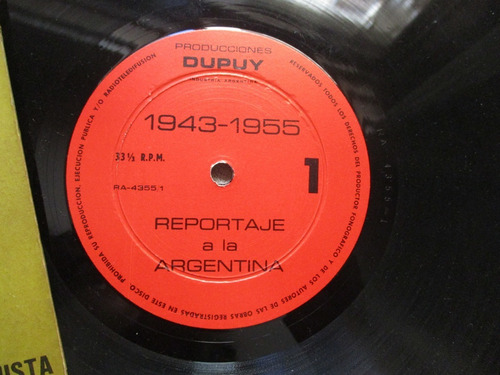 PRODUCCIONES
DUPUY
INDUSTRIA ARGENTINA
1943-1955
33⅓ R.P.M.
1
RA-4355/1
REPORTAJE
a la
ARGENTINA
RESERVADOS TODOS LOS DERECHOS DEL PRODUCTOR FONOGRAFICO Y DE LOS AUTORES DE LAS OBRAS REGISTRADAS EN ESTE DISCO PROHIBIDA SU REPRODUCCION, EJECUCION PUBLICA Y/O RADIOTELEDIFUSION
RA 4355-1
ISTA